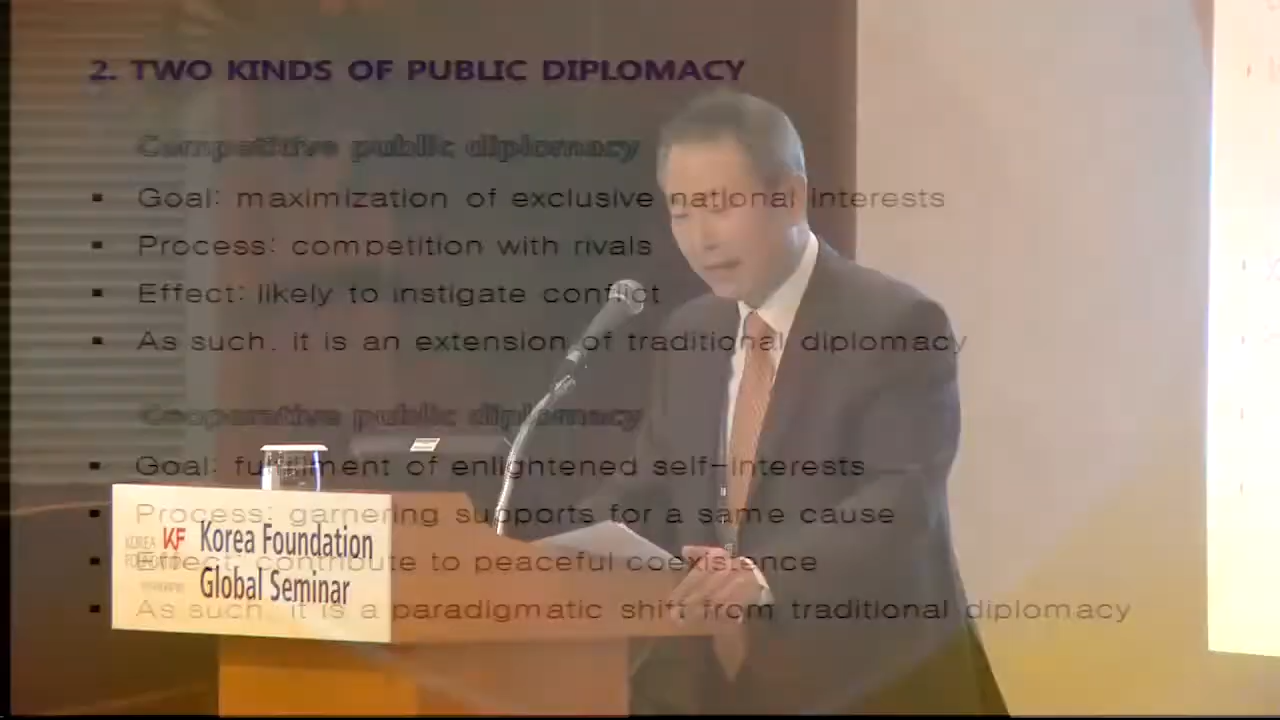 2. TWO KINDS OF PUBLIC DIPLOMACY
Competitive public diplomacy
▪ Goal: maximization of exclusive national interests
▪ Process: competition with rivals
▪ Effect: likely to instigate conflict
▪ As such, it is an extension of traditional diplomacy
Cooperative public diplomacy
▪ Goal: fulfillment of enlightened self-interests
▪ Process: garnering supports for a same cause
▪ Effect: contribute to peaceful coexistence
▪ As such, it is a paradigmatic shift from traditional diplomacy
KOREA
FOUNDATION
KF
Korea Foundation
Global Seminar